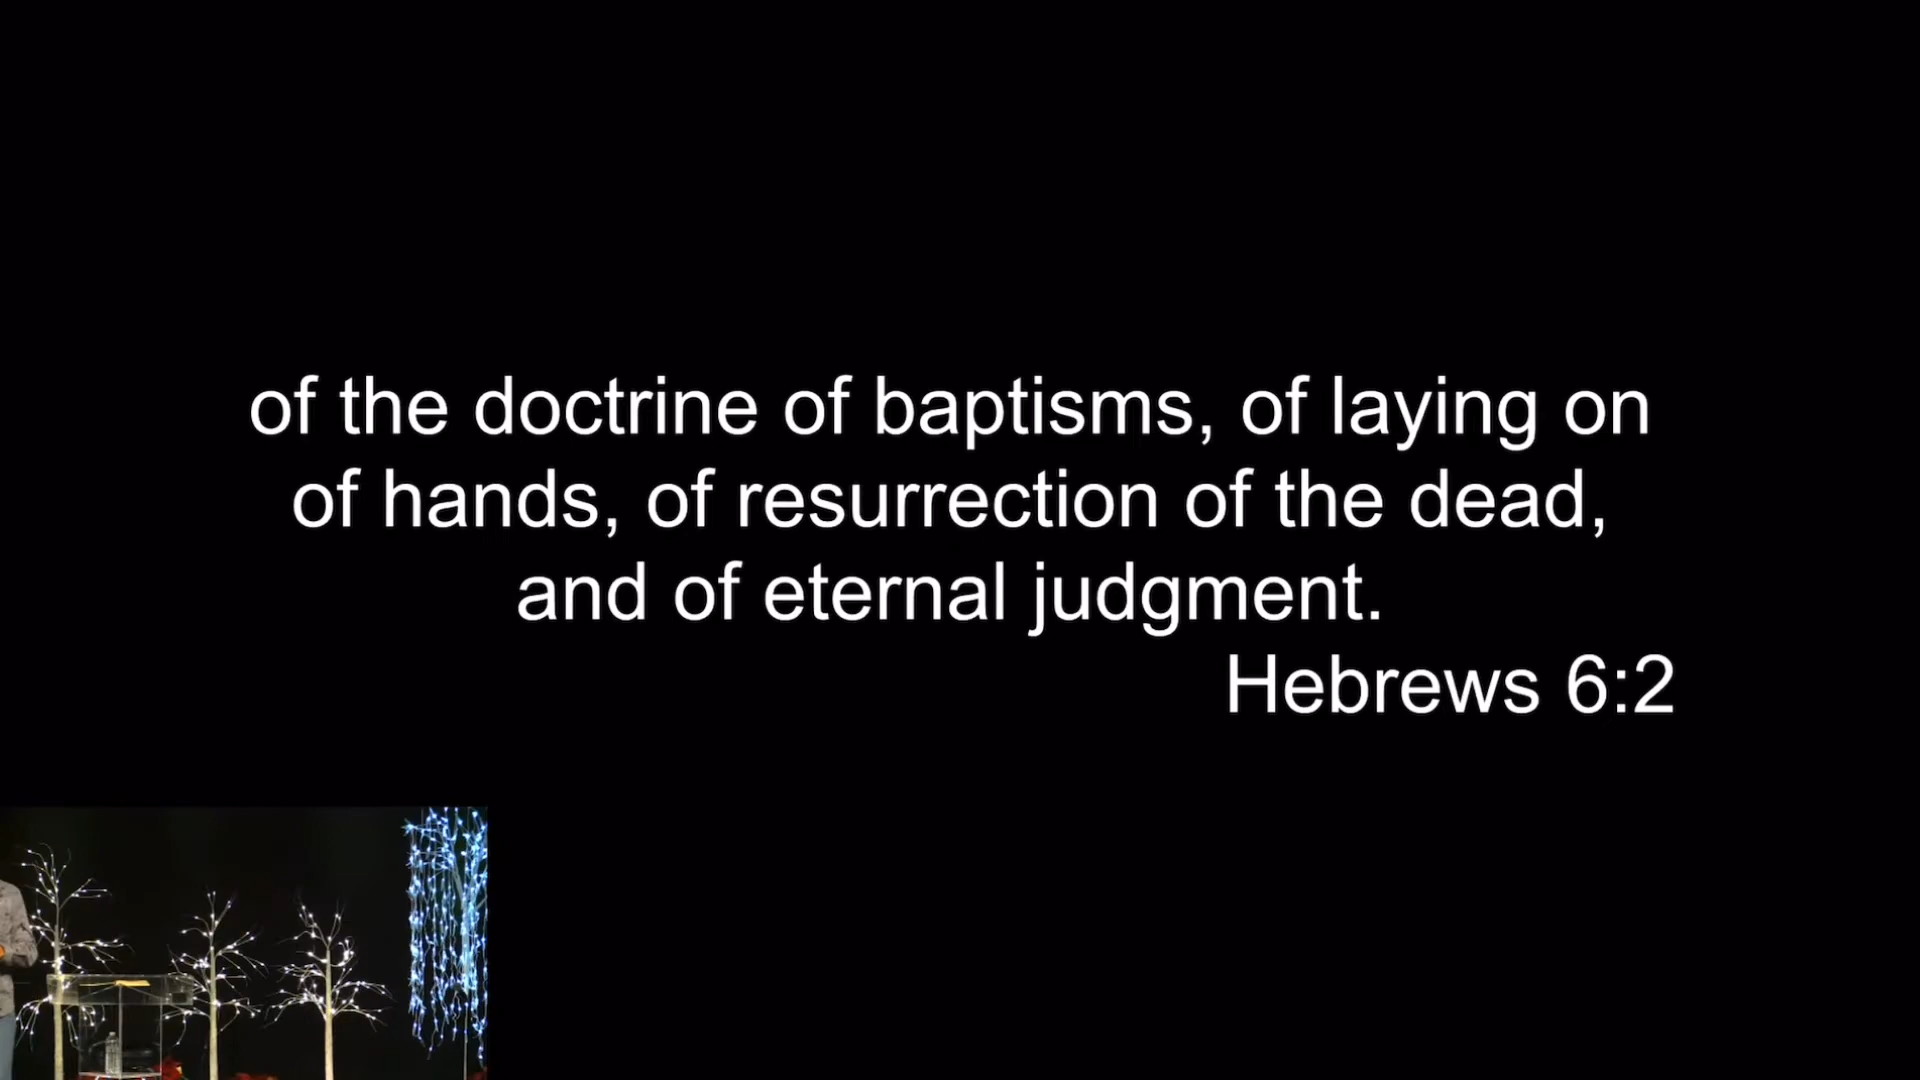 of the doctrine of baptisms, of laying on
of hands, of resurrection of the dead,
and of eternal judgment.
Hebrews 6:2